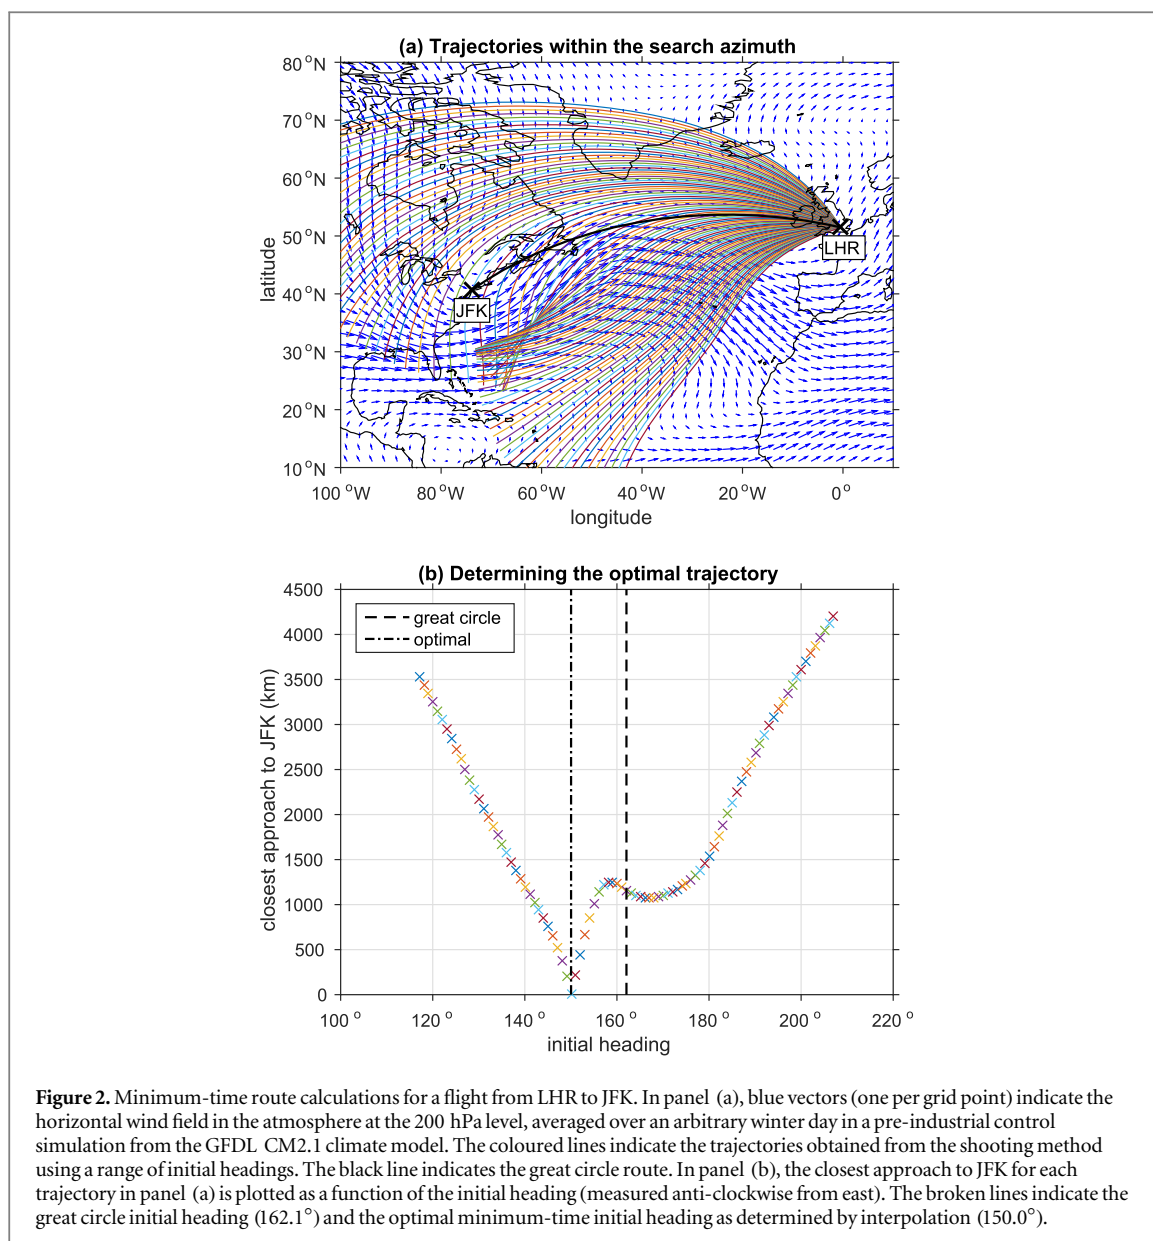 (a) Trajectories within the search azimuth
80 °N
70 °N
60 °N
50 °N
40 °N
30 °N
20 °N
10 °N
latitude
LHR
JFK
100 °W 80 °W 60 °W 40 °W 20 °W 0°
longitude
(b) Determining the optimal trajectory
4500
4000
3500
3000
2500
2000
1500
1000
500
0
closest approach to JFK (km)
great circle
optimal
100 ° 120 ° 140 ° 160 ° 180 ° 200 ° 220 °
initial heading
Figure 2. Minimum-time route calculations for a flight from LHR to JFK. In panel (a), blue vectors (one per grid point) indicate the
horizontal wind field in the atmosphere at the 200 hPa level, averaged over an arbitrary winter day in a pre-industrial control
simulation from the GFDL CM2.1 climate model. The coloured lines indicate the trajectories obtained from the shooting method
using a range of initial headings. The black line indicates the great circle route. In panel (b), the closest approach to JFK for each
trajectory in panel (a) is plotted as a function of the initial heading (measured anti-clockwise from east). The broken lines indicate the
great circle initial heading (162.1°) and the optimal minimum-time initial heading as determined by interpolation (150.0°).